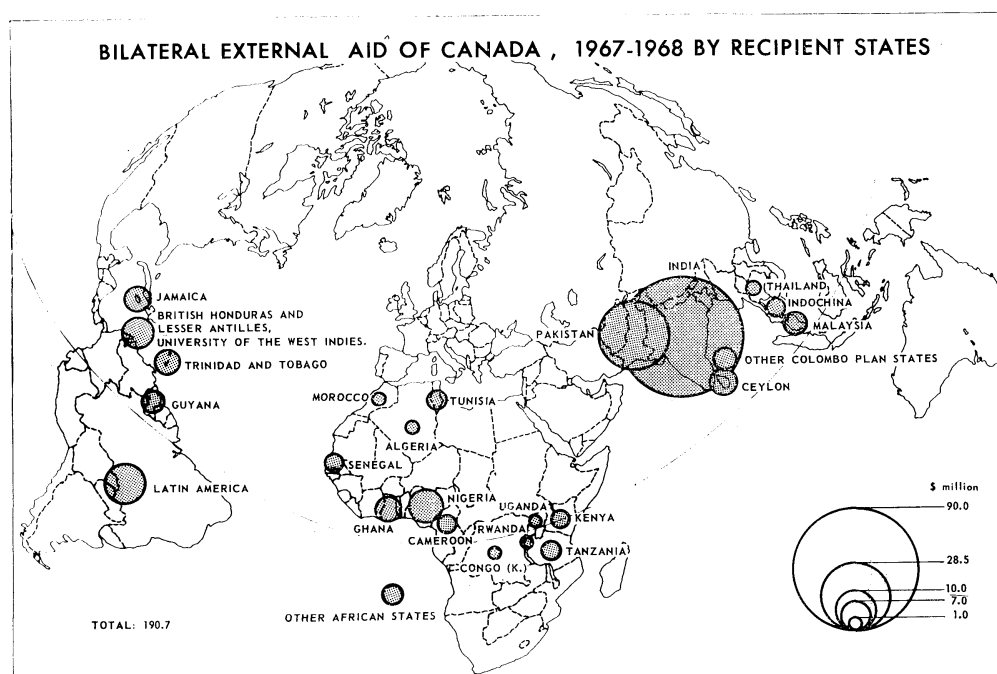 BILATERAL EXTERNAL AID OF CANADA, 1967-1968 BY RECIPIENT STATES
JAMAICA
BRITISH HONDURAS AND
LESSER ANTILLES,
UNIVERSITY OF THE WEST INDIES.
TRINIDAD AND TOBAGO
GUYANA
LATIN AMERICA
TOTAL: 190.7
MOROCCO
TUNISIA
ALGERIA
SENEGAL
NIGERIA
GHANA
CAMEROON
UGANDA
KENYA
RWANDA
TANZANIA
CONGO (K.)
OTHER AFRICAN STATES
INDIA
PAKISTAN
THAILAND
INDOCHINA
MALAYSIA
OTHER COLOMBO PLAN STATES
CEYLON
$ million
90.0
28.5
10.0
7.0
1.0